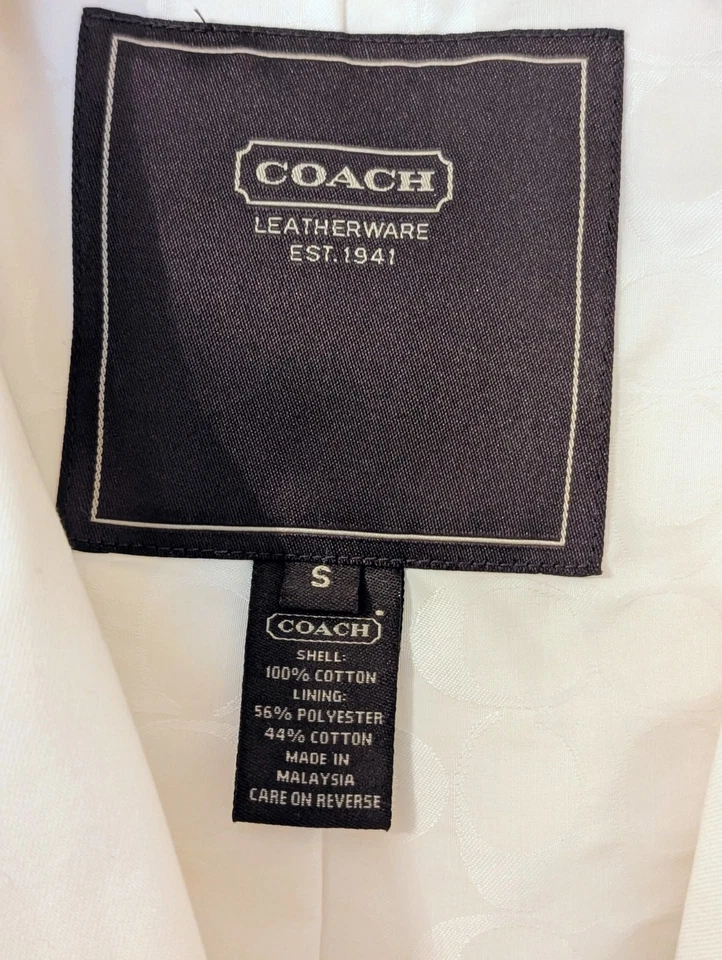 COACH
LEATHERWARE
EST. 1941
S
COACH
SHELL:
100% COTTON
LINING:
56% POLYESTER
44% COTTON
MADE IN
MALAYSIA
CARE ON REVERSE